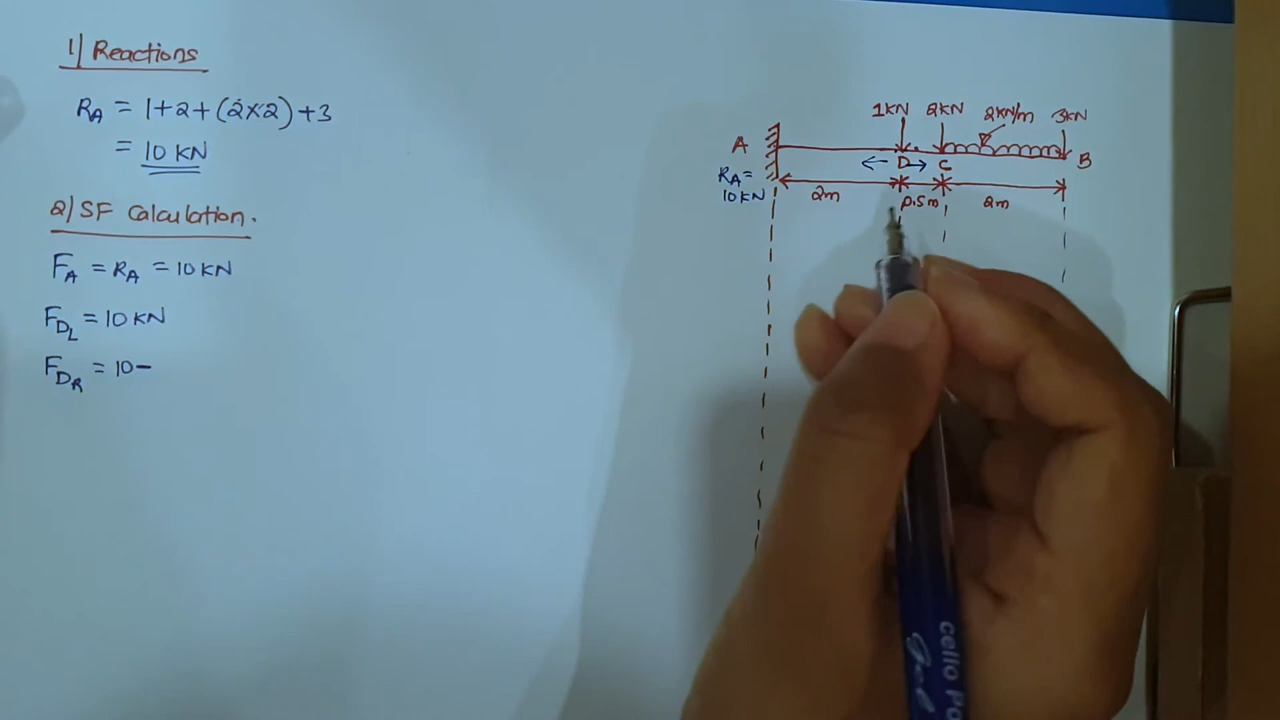 1) Reactions
RA = 1+2+(2×2)+3
= 10 KN
2) SF Calculation.
FA = RA = 10 KN
FDL = 10 KN
FDR = 10 -
1KN 2KN 2KN/m 3KN
A D C B
RA =
10 KN
2m 0.5m 2m
cello